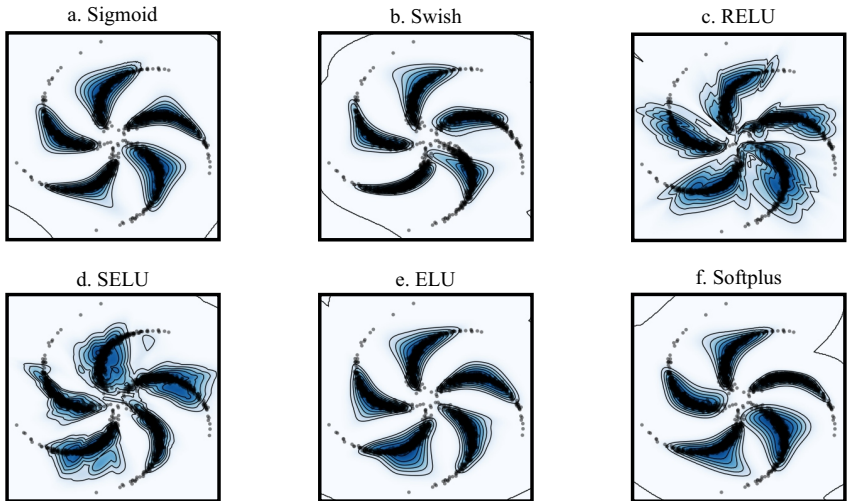 a. Sigmoid
b. Swish
c. RELU
d. SELU
e. ELU
f. Softplus